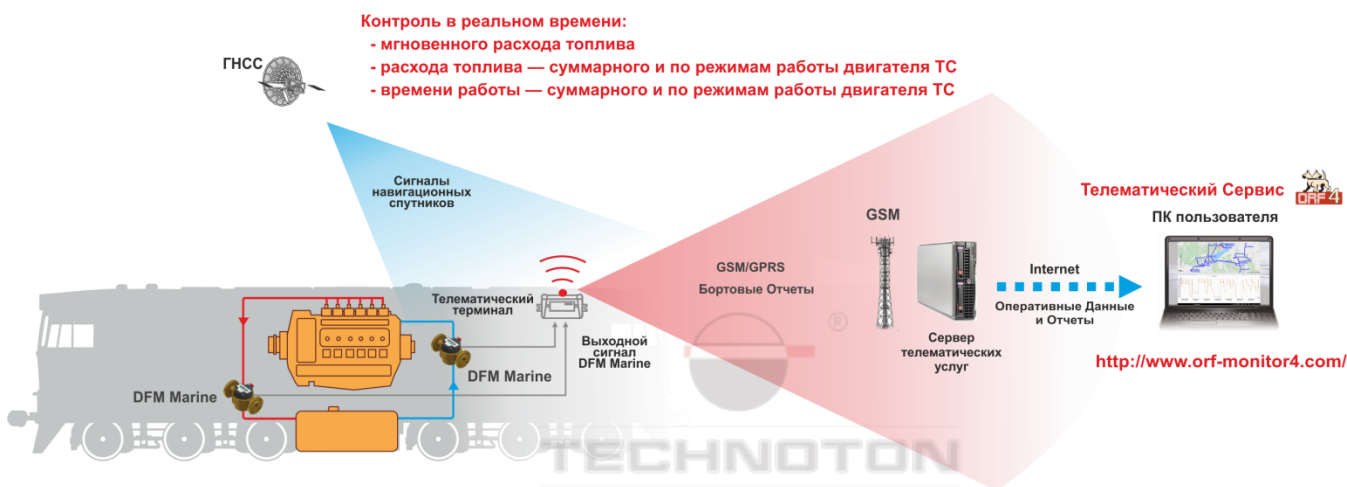 Контроль в реальном времени:
- мгновенного расхода топлива
- расхода топлива — суммарного и по режимам работы двигателя ТС
- времени работы — суммарного и по режимам работы двигателя ТС
ГНСС
Сигналы
навигационных
спутников
Телематический Сервис
ORF 4
ПК пользователя
GSM
GSM/GPRS
Бортовые Отчеты
Internet
Оперативные Данные
и Отчеты
Телематический
терминал
Выходной
сигнал
DFM Marine
®
Сервер
телематических
услуг
http://www.orf-monitor4.com/
DFM Marine
DFM Marine
TECHNOTON